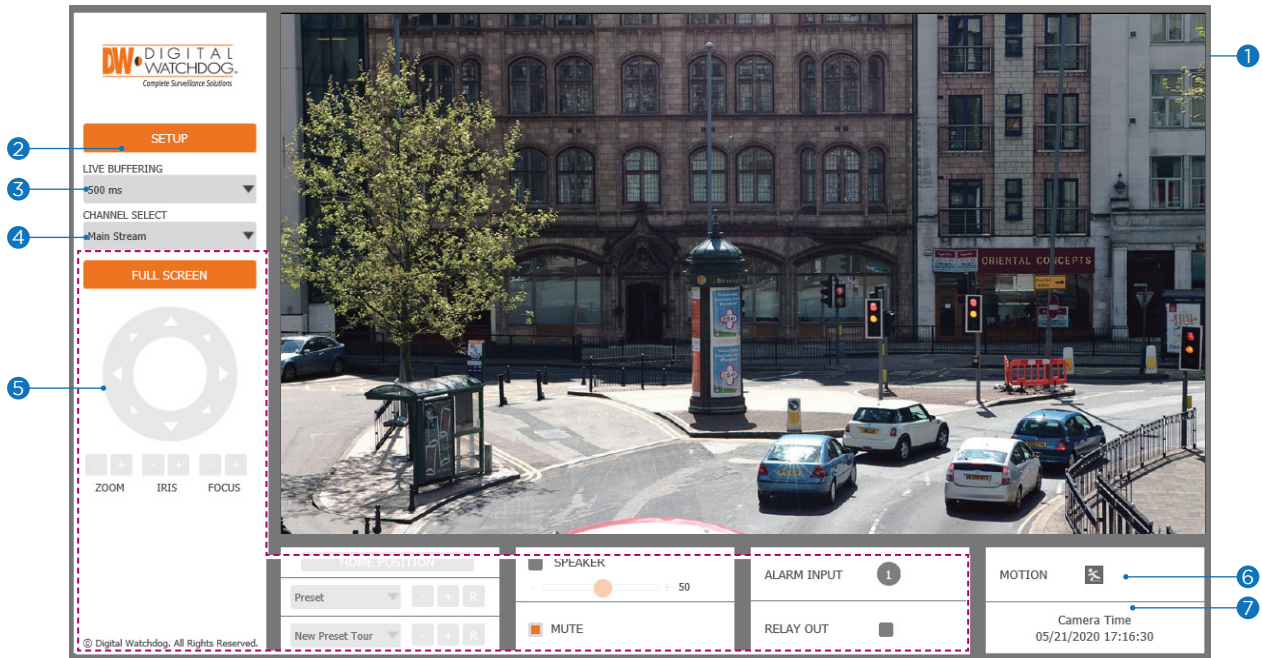 DW DIGITAL
WATCHDOG®
Complete Surveillance Solutions
SETUP
LIVE BUFFERING
500 ms
CHANNEL SELECT
Main Stream
FULL SCREEN
- + - + - +
ZOOM IRIS FOCUS
© Digital Watchdog. All Rights Reserved.
ORIENTAL CONCEPTS
HOME POSITION
Preset - + R
New Preset Tour - + R
SPEAKER
- + 50
MUTE
ALARM INPUT 1
RELAY OUT
MOTION
Camera Time
05/21/2020 17:16:30
1
2
3
4
5
6
7